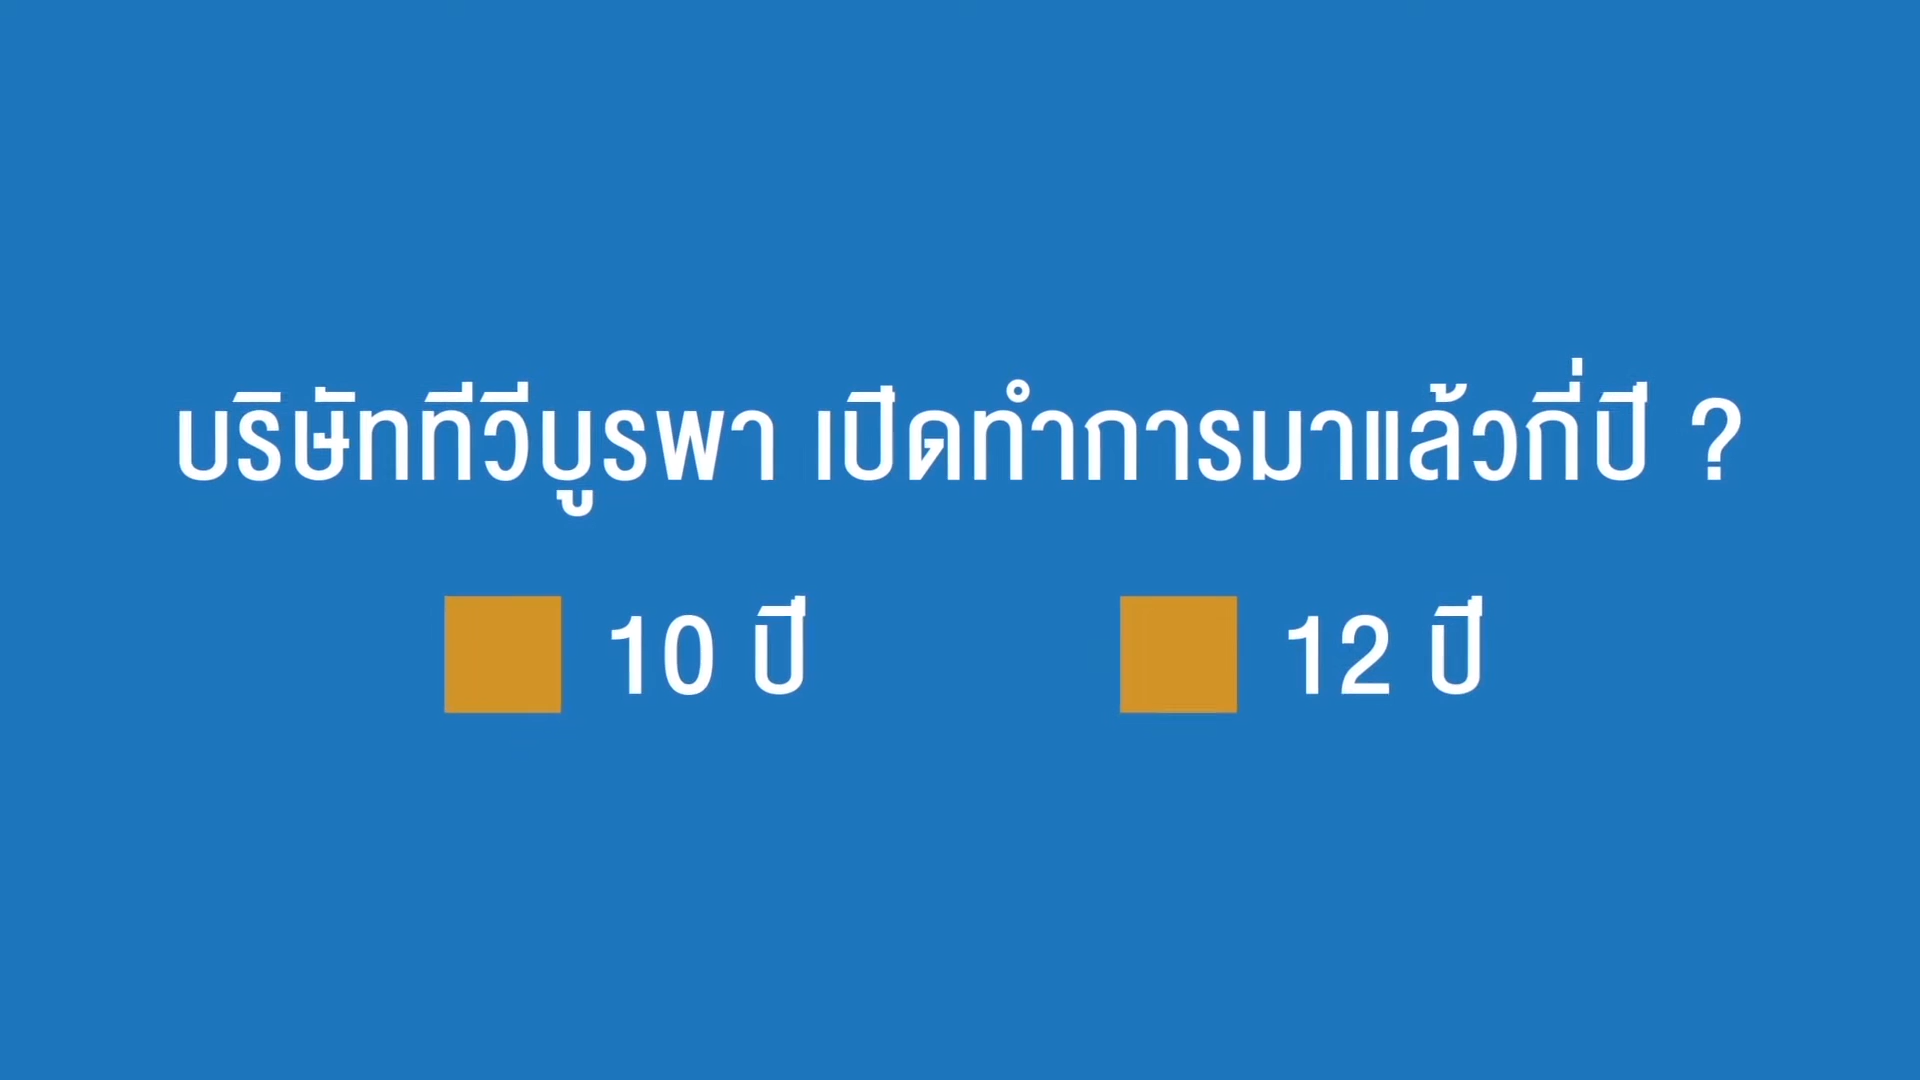 บริษัททีวีบูรพา เปิดทำการมาแล้วกี่ปี ?
10 ปี
12 ปี